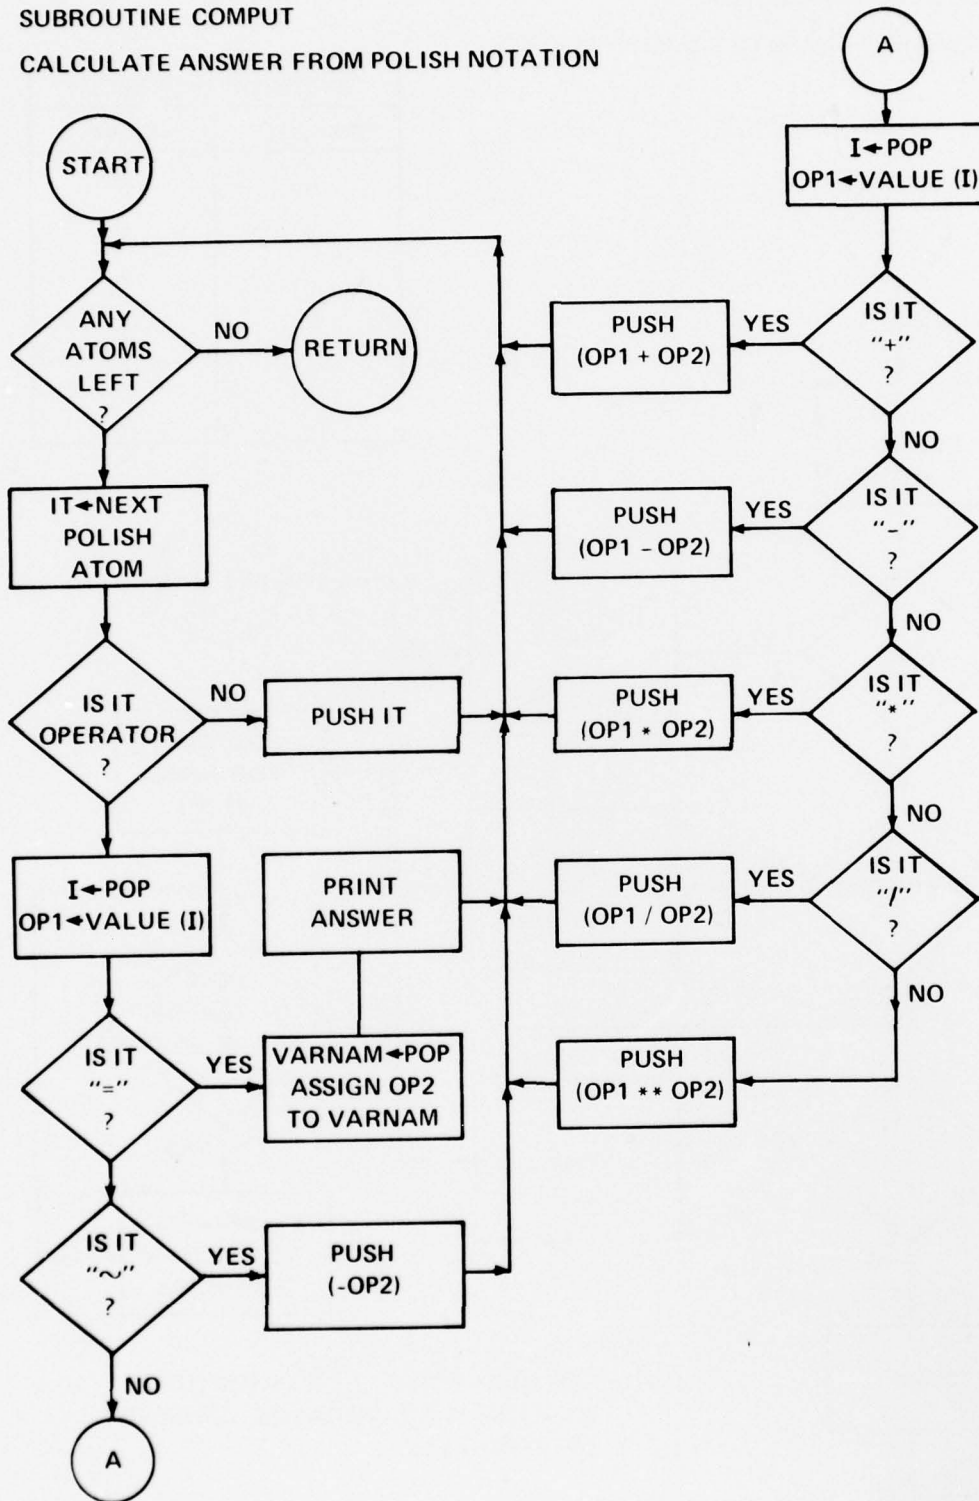 SUBROUTINE COMPUT
CALCULATE ANSWER FROM POLISH NOTATION
START
ANY
ATOMS
LEFT
?
NO
RETURN
IT←NEXT
POLISH
ATOM
IS IT
OPERATOR
?
NO
PUSH IT
I←POP
OP1←VALUE (I)
IS IT
"="
?
YES
VARNAM←POP
ASSIGN OP2
TO VARNAM
PRINT
ANSWER
IS IT
"~"
?
YES
PUSH
(-OP2)
NO
A
A
I←POP
OP1←VALUE (I)
IS IT
"+"
?
YES
PUSH
(OP1 + OP2)
NO
IS IT
"-"
?
YES
PUSH
(OP1 - OP2)
NO
IS IT
"*"
?
YES
PUSH
(OP1 * OP2)
NO
IS IT
"/"
?
YES
PUSH
(OP1 / OP2)
NO
PUSH
(OP1 ** OP2)